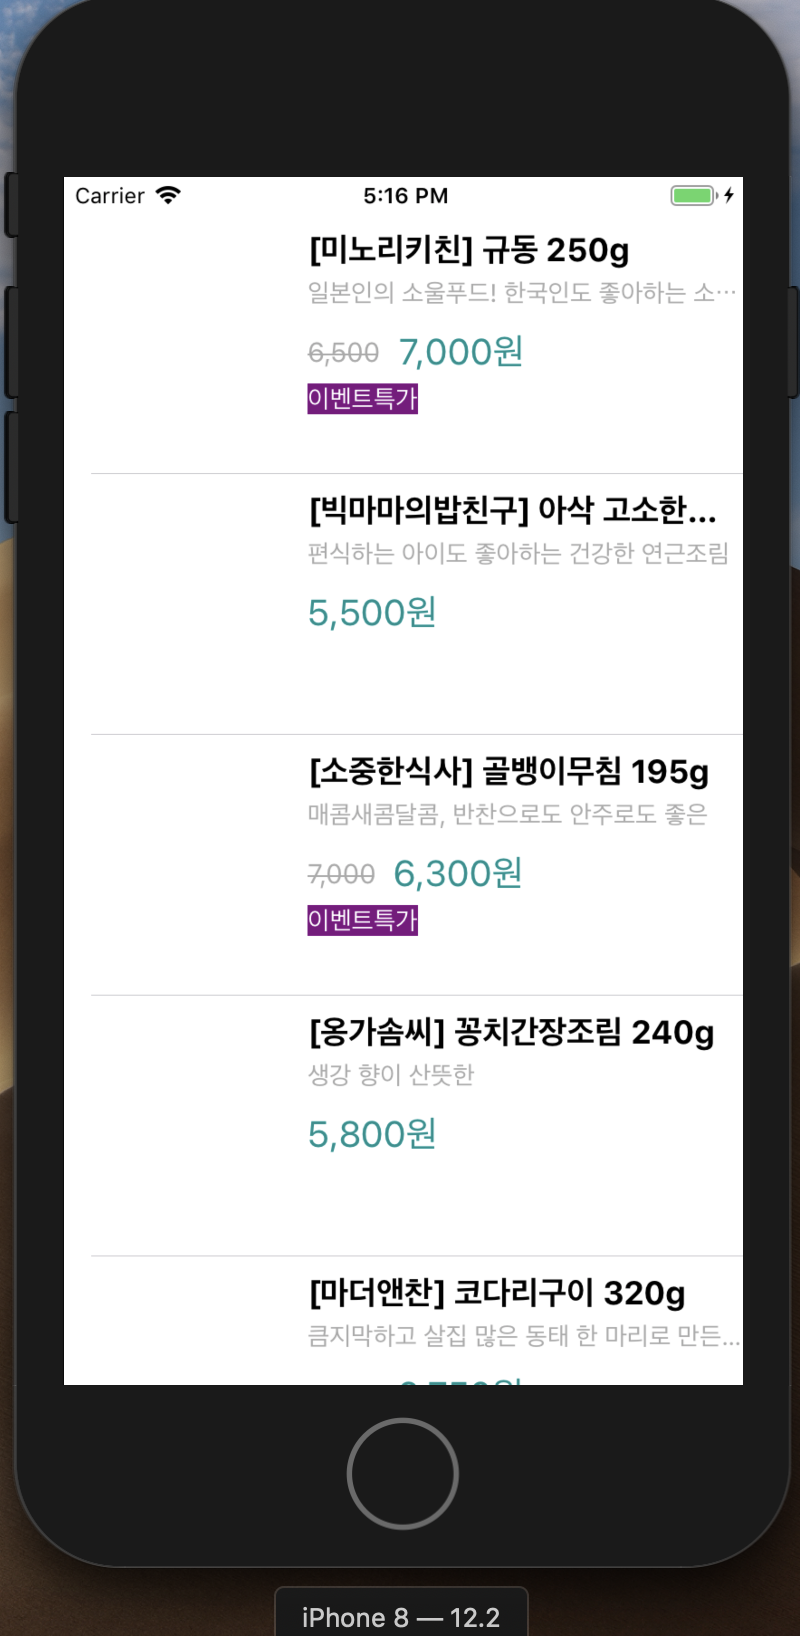 Carrier 5:16 PM
[미노리키친] 규동 250g
일본인의 소울푸드! 한국인도 좋아하는 소…
6,500 7,000원
이벤트특가
[빅마마의밥친구] 아삭 고소한...
편식하는 아이도 좋아하는 건강한 연근조림
5,500원
[소중한식사] 골뱅이무침 195g
매콤새콤달콤, 반찬으로도 안주로도 좋은
7,000 6,300원
이벤트특가
[옹가솜씨] 꽁치간장조림 240g
생강 향이 산뜻한
5,800원
[마더앤찬] 코다리구이 320g
큼지막하고 살집 많은 동태 한 마리로 만든...
iPhone 8 — 12.2